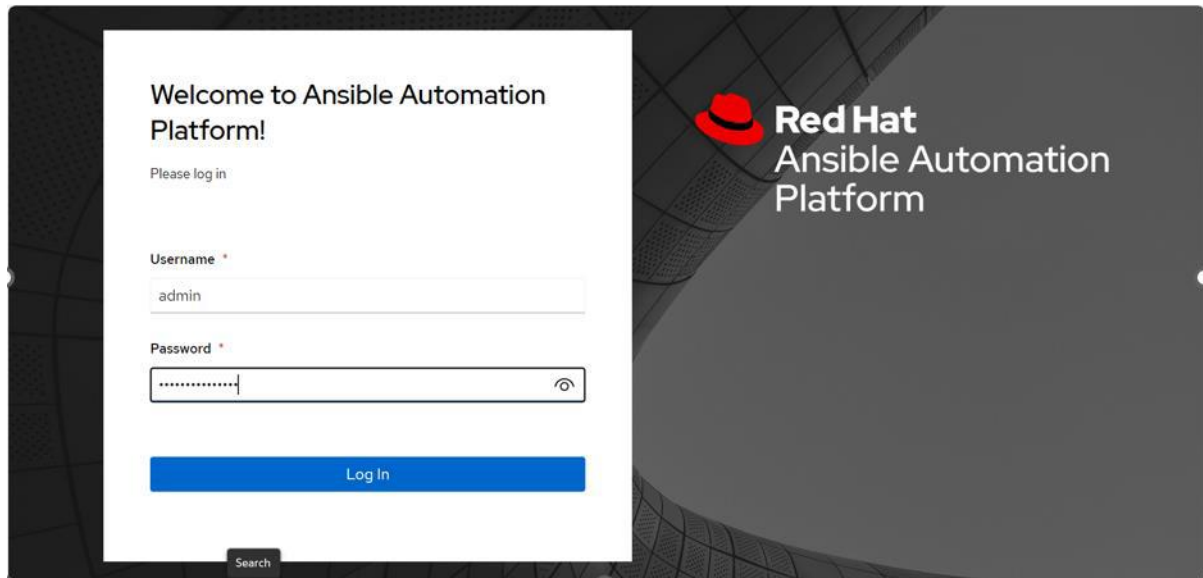 Welcome to Ansible Automation
Platform!
Please log in
Username *
admin
Password *
•••••••••••••••
Log In
Search
Red Hat
Ansible Automation
Platform